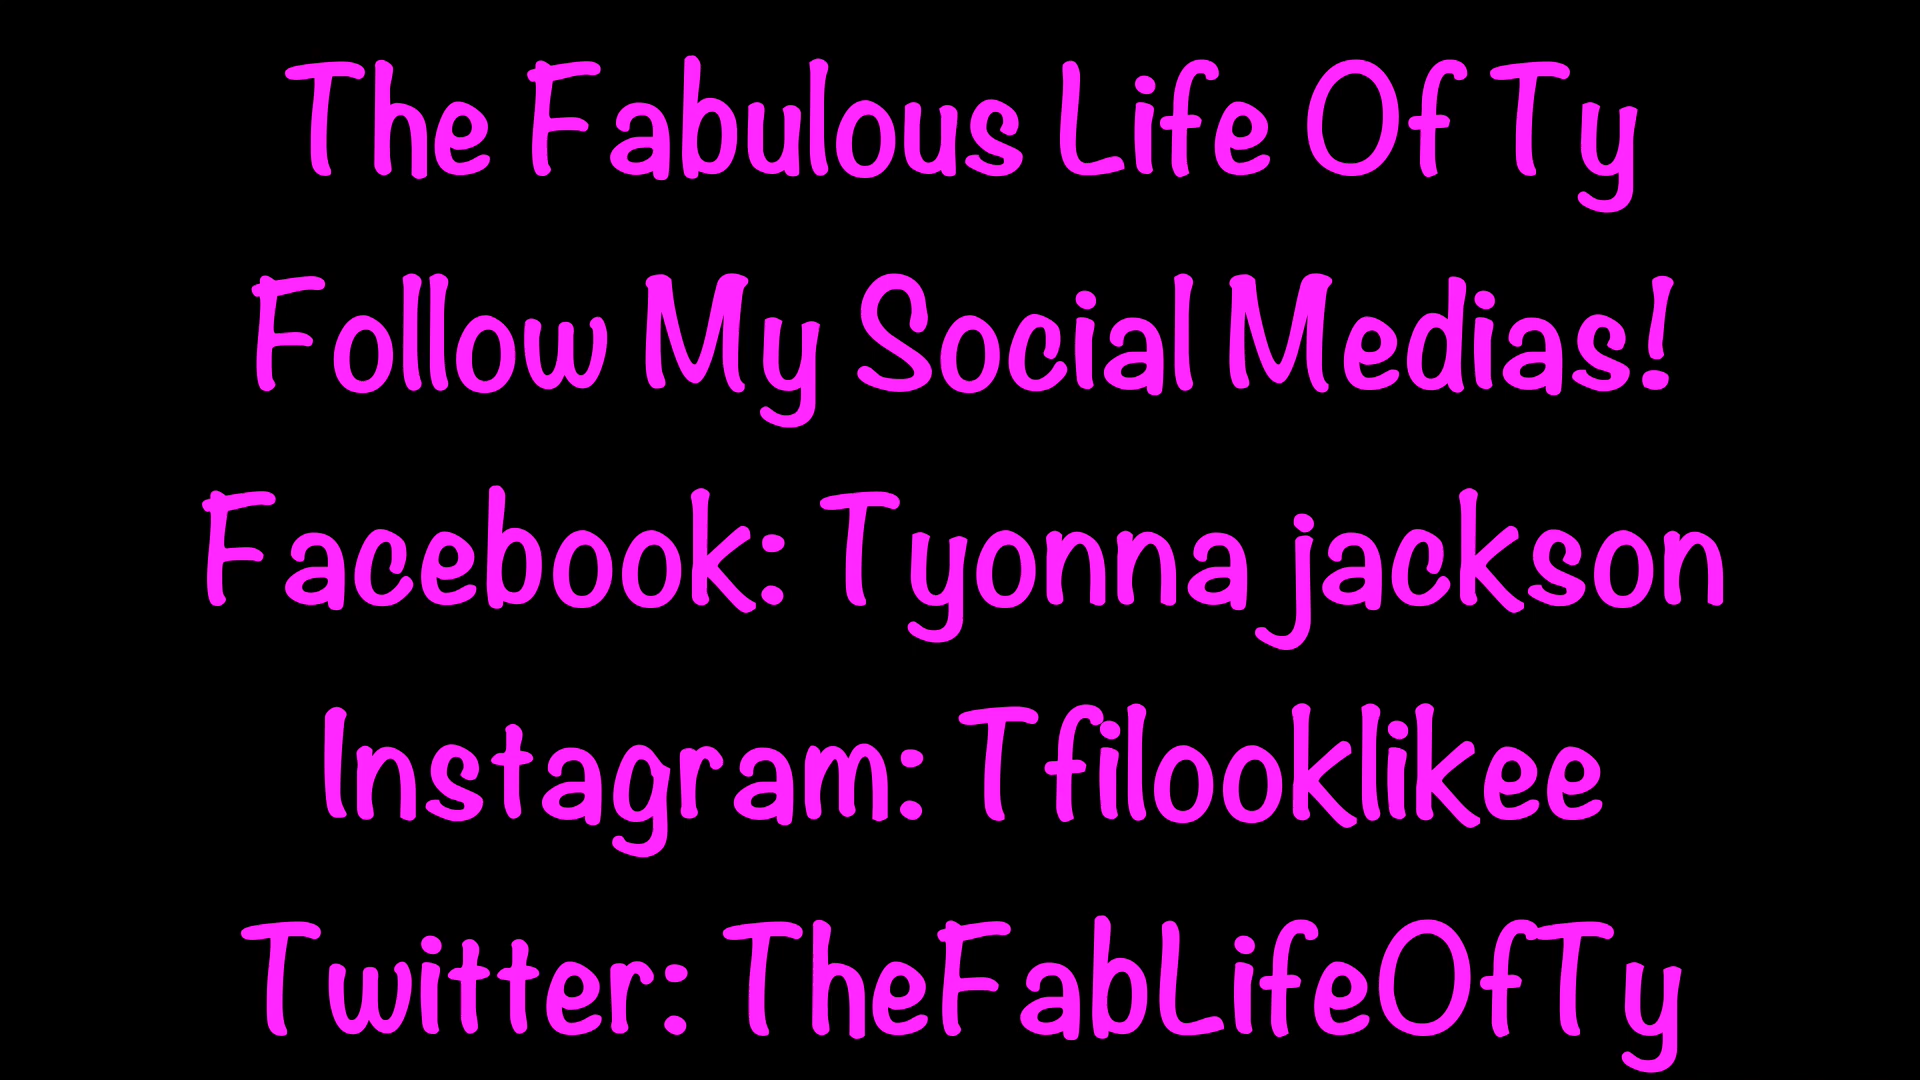 The Fabulous Life Of Ty
Follow My Social Medias!
Facebook: Tyonna jackson
Instagram: Tfilooklikee
Twitter: TheFabLifeOfTy